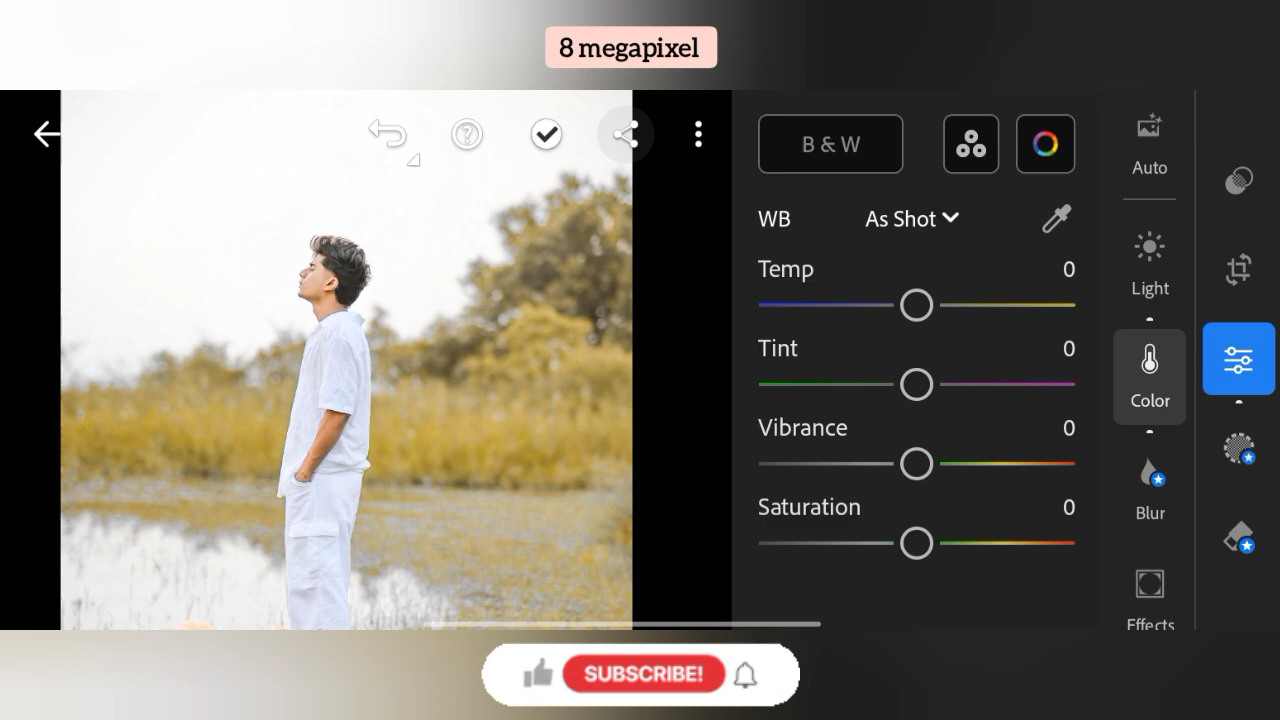 8 megapixel
B & W
Auto
WB As Shot
Temp 0
Light
Tint 0
Color
Vibrance 0
Saturation 0
Blur
Effects
SUBSCRIBE!